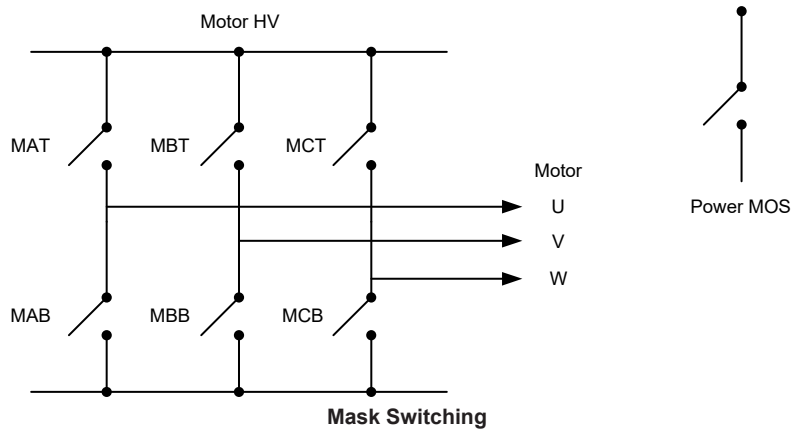 Motor HV
MAT
MBT
MCT
Motor
U
V
W
Power MOS
MAB
MBB
MCB
Mask Switching